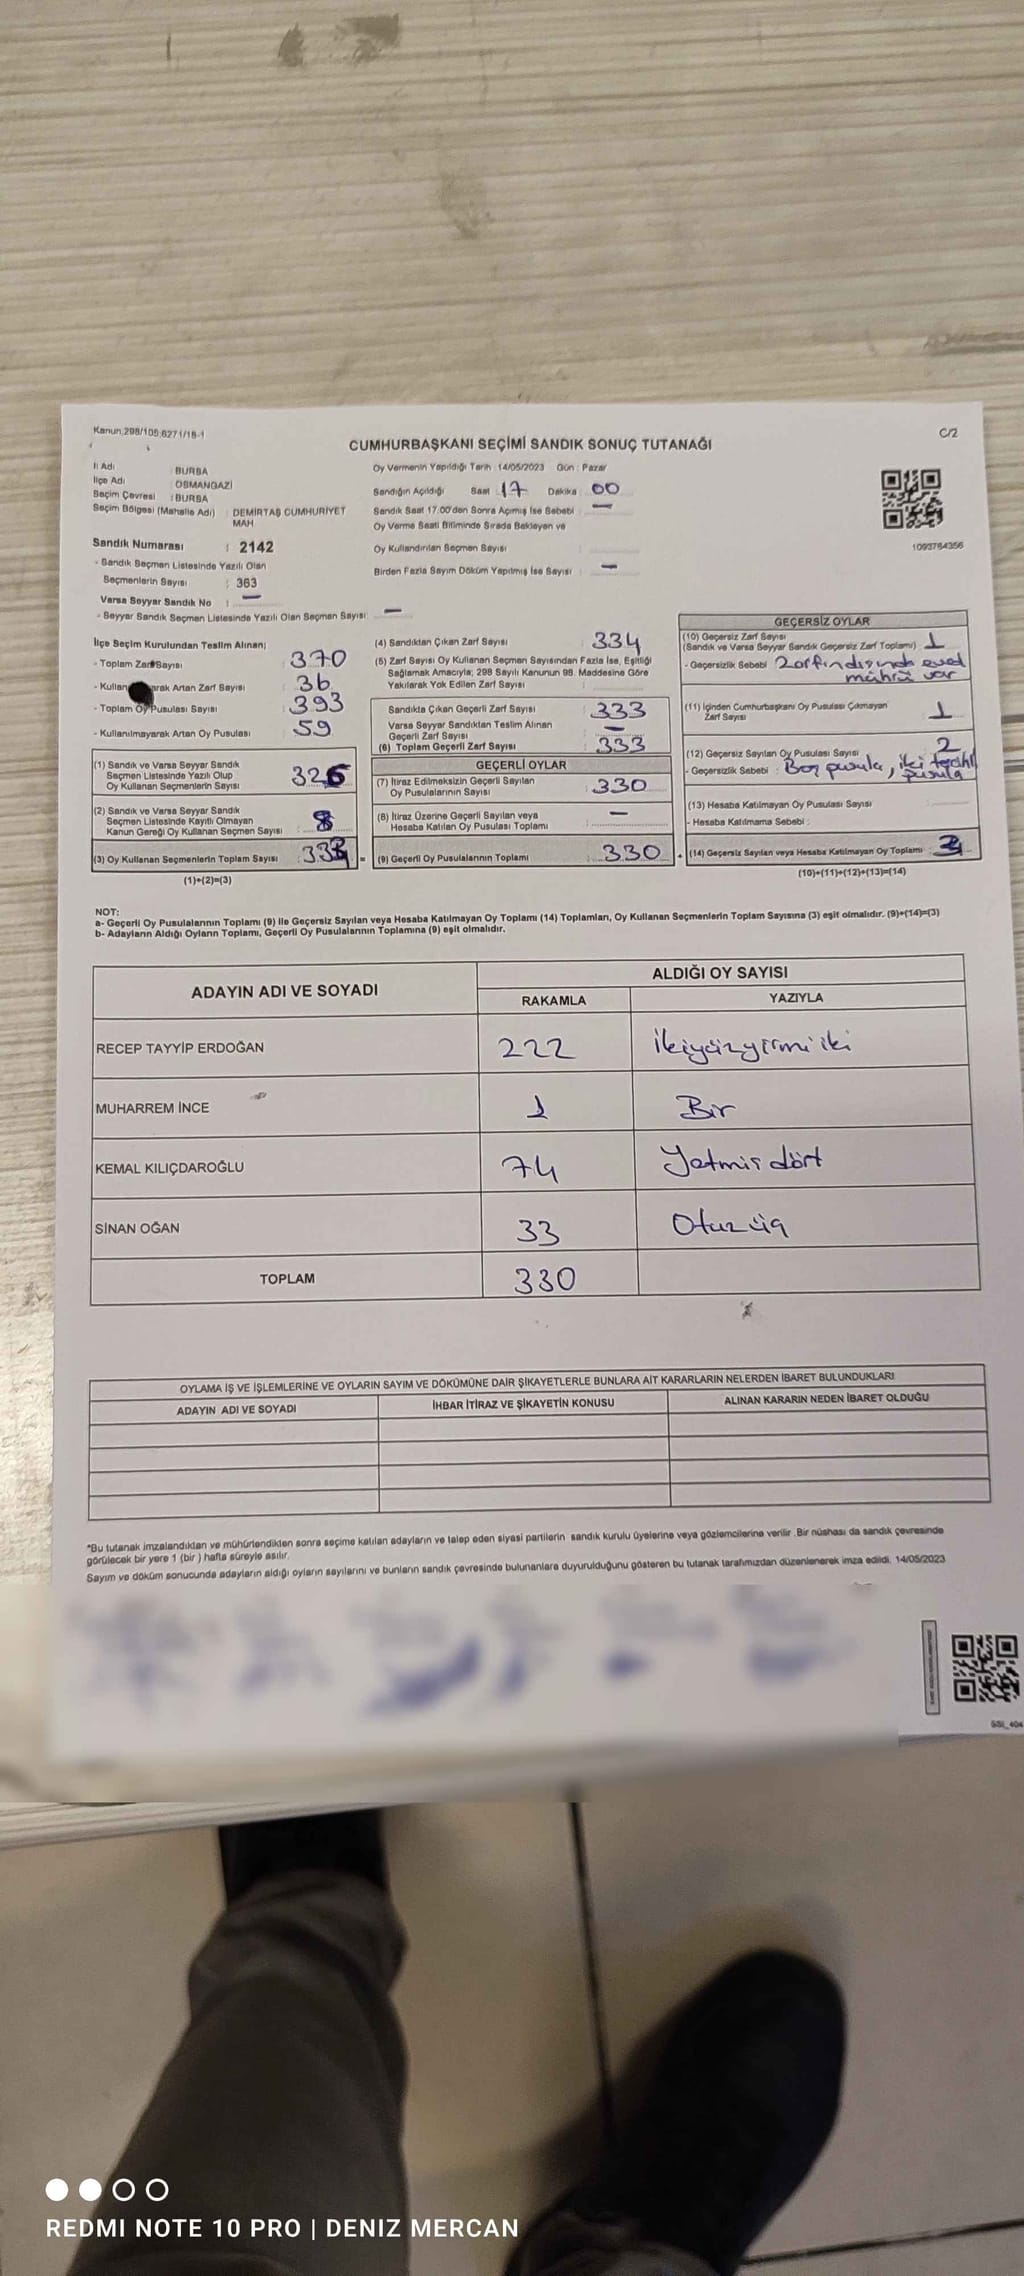 Kanun:298/105;6271/18-1
C/2
CUMHURBAŞKANI SEÇİMİ SANDIK SONUÇ TUTANAĞI
İl Adı : BURSA
İlçe Adı : OSMANGAZİ
Seçim Çevresi : BURSA
Seçim Bölgesi (Mahalle Adı) : DEMİRTAŞ CUMHURİYET
MAH
Sandık Numarası : 2142
- Sandık Seçmen Listesinde Yazılı Olan
Seçmenlerin Sayısı : 363
Varsa Seyyar Sandık No : —
- Seyyar Sandık Seçmen Listesinde Yazılı Olan Seçmen Sayısı: —
Oy Vermenin Yapıldığı Tarih : 14/05/2023 Gün : Pazar
Sandığın Açıldığı Saat : 17 Dakika : 00
Sandık Saat 17.00'den Sonra Açılmış İse Sebebi : —
Oy Verme Saati Bitiminde Sırada Bekleyen ve
Oy Kullandırılan Seçmen Sayısı :
Birden Fazla Sayım Döküm Yapılmış İse Sayısı : —
1093764356
İlçe Seçim Kurulundan Teslim Alınan;
- Toplam Zarf Sayısı : 370
- Kullan arak Artan Zarf Sayısı : 36
- Toplam Oy Pusulası Sayısı : 393
- Kullanılmayarak Artan Oy Pusulası : 59
(1) Sandık ve Varsa Seyyar Sandık
Seçmen Listesinde Yazılı Olup
Oy Kullanan Seçmenlerin Sayısı : 326
(2) Sandık ve Varsa Seyyar Sandık
Seçmen Listesinde Kayıtlı Olmayan
Kanun Gereği Oy Kullanan Seçmen Sayısı : 8
(3) Oy Kullanan Seçmenlerin Toplam Sayısı :
(1)+(2)=(3)
(4) Sandıktan Çıkan Zarf Sayısı : 334
(5) Zarf Sayısı Oy Kullanan Seçmen Sayısından Fazla İse, Eşitliği
Sağlamak Amacıyla; 298 Sayılı Kanunun 98. Maddesine Göre
Yakılarak Yok Edilen Zarf Sayısı :
Sandıkta Çıkan Geçerli Zarf Sayısı : 333
Varsa Seyyar Sandıktan Teslim Alınan
Geçerli Zarf Sayısı : —
(6) Toplam Geçerli Zarf Sayısı : 333
GEÇERLİ OYLAR
(7) İtiraz Edilmeksizin Geçerli Sayılan
Oy Pusulalarının Sayısı : 330
(8) İtiraz Üzerine Geçerli Sayılan veya
Hesaba Katılan Oy Pusulası Toplamı : —
= (9) Geçerli Oy Pusulalarının Toplamı : 330
GEÇERSİZ OYLAR
(10) Geçersiz Zarf Sayısı
(Sandık ve Varsa Seyyar Sandık Geçersiz Zarf Toplamı) : 1
- Geçersizlik Sebebi : Zarfın dışında evet
mührü var
(11) İçinden Cumhurbaşkanı Oy Pusulası Çıkmayan
Zarf Sayısı : 1
(12) Geçersiz Sayılan Oy Pusulası Sayısı : 2
- Geçersizlik Sebebi : Boş pusula, iki tercihli
pusula
(13) Hesaba Katılmayan Oy Pusulası Sayısı :
- Hesaba Katılmama Sebebi :
+ (14) Geçersiz Sayılan veya Hesaba Katılmayan Oy Toplamı :
(10)+(11)+(12)+(13)=(14)
NOT:
a- Geçerli Oy Pusulalarının Toplamı (9) ile Geçersiz Sayılan veya Hesaba Katılmayan Oy Toplamı (14) Toplamları, Oy Kullanan Seçmenlerin Toplam Sayısına (3) eşit olmalıdır. (9)+(14)=(3)
b- Adayların Aldığı Oyların Toplamı, Geçerli Oy Pusulalarının Toplamına (9) eşit olmalıdır.
ADAYIN ADI VE SOYADI
ALDIĞI OY SAYISI
RAKAMLA YAZIYLA
RECEP TAYYİP ERDOĞAN 222 İkiyüzyirmi iki
MUHARREM İNCE 1 Bir
KEMAL KILIÇDAROĞLU 74 Yetmiş dört
SİNAN OĞAN 33 Otuz üç
TOPLAM 330
OYLAMA İŞ VE İŞLEMLERİNE VE OYLARIN SAYIM VE DÖKÜMÜNE DAİR ŞİKAYETLERLE BUNLARA AİT KARARLARIN NELERDEN İBARET BULUNDUKLARI
ADAYIN ADI VE SOYADI İHBAR İTİRAZ VE ŞİKAYETİN KONUSU ALINAN KARARIN NEDEN İBARET OLDUĞU
*Bu tutanak imzalandıktan ve mühürlendikten sonra seçime katılan adayların ve talep eden siyasi partilerin sandık kurulu üyelerine veya gözlemcilerine verilir .Bir nüshası da sandık çevresinde
görülecek bir yere 1 (bir ) hafta süreyle asılır.
Sayım ve döküm sonucunda adayların aldığı oyların sayılarını ve bunların sandık çevresinde bulunanlara duyurulduğunu gösteren bu tutanak tarafımızdan düzenlenerek imza edildi. 14/05/2023
SSI_404
REDMI NOTE 10 PRO | DENIZ MERCAN